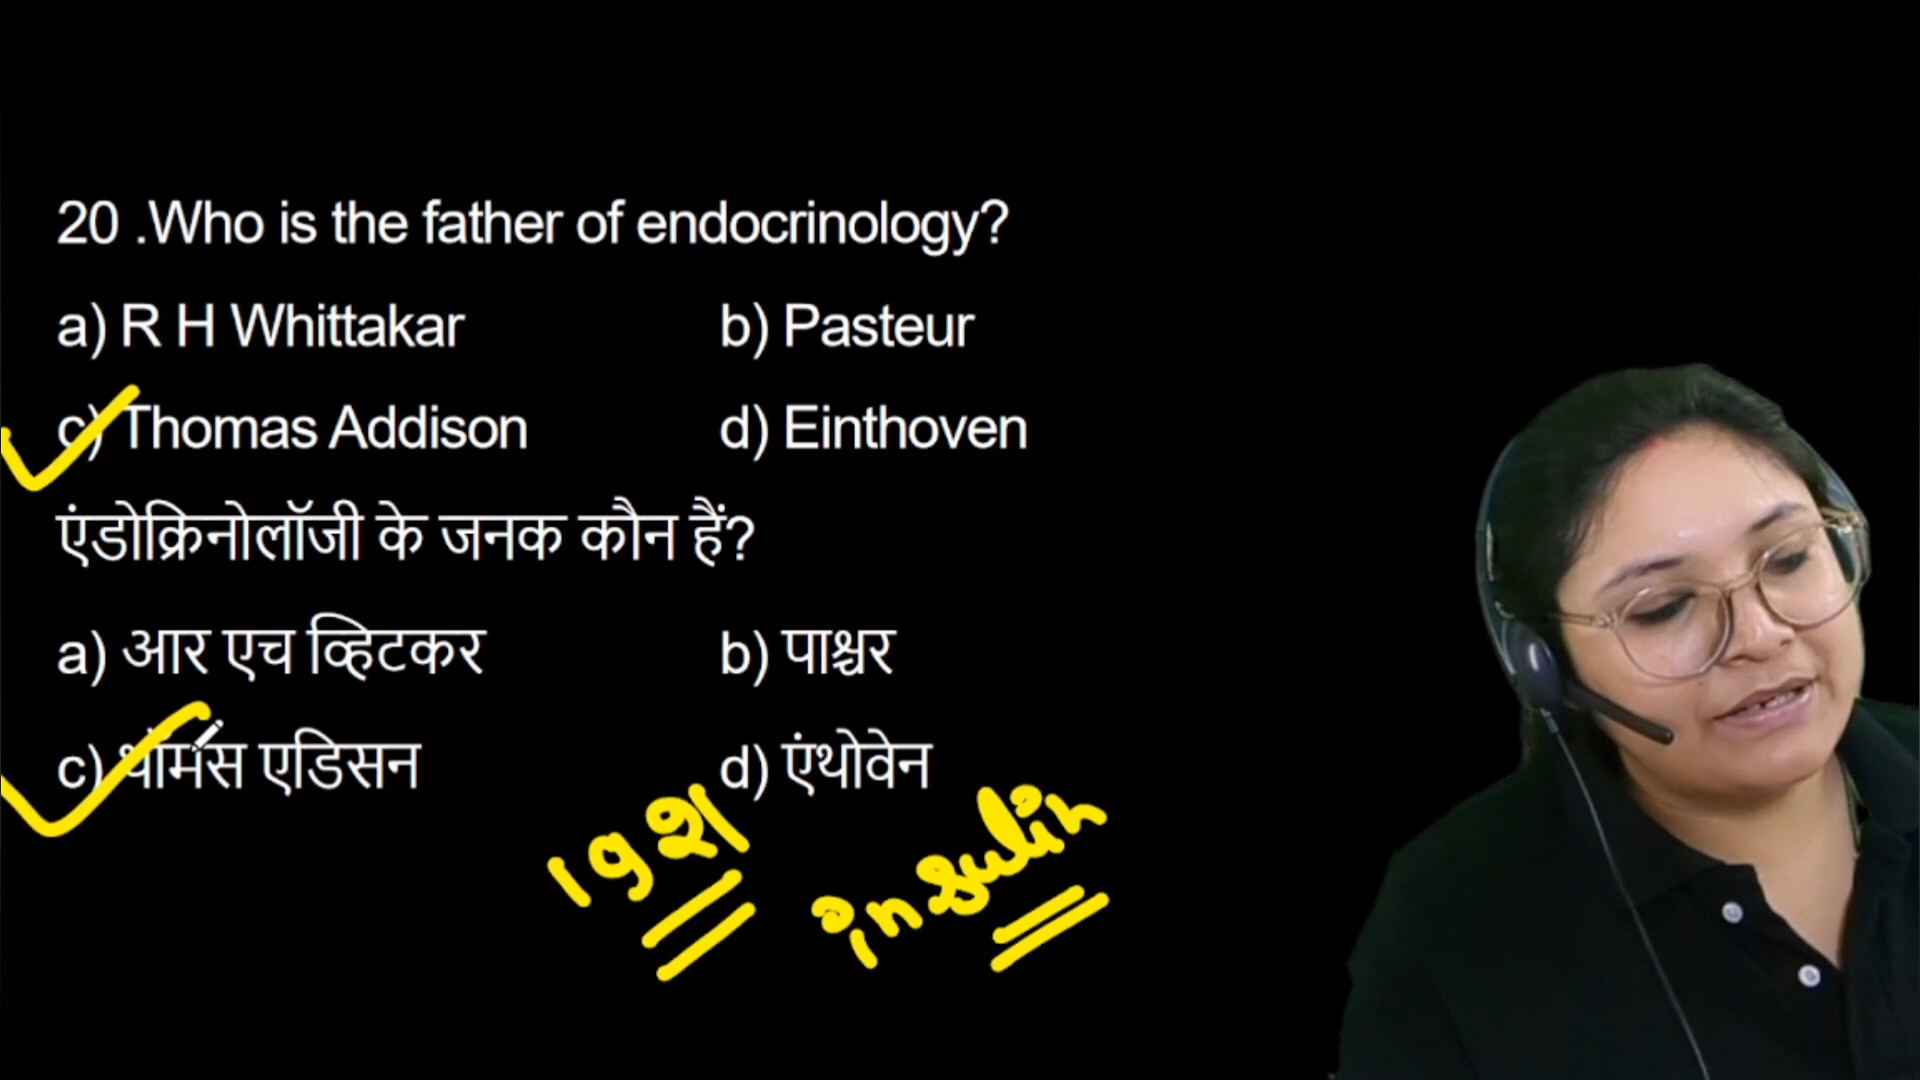 20 .Who is the father of endocrinology?
a) R H Whittakar b) Pasteur
c) Thomas Addison d) Einthoven
एंडोक्रिनोलॉजी के जनक कौन हैं?
a) आर एच व्हिटकर b) पाश्चर
c) थॉमस एडिसन d) एंथोवेन
1921 insulin